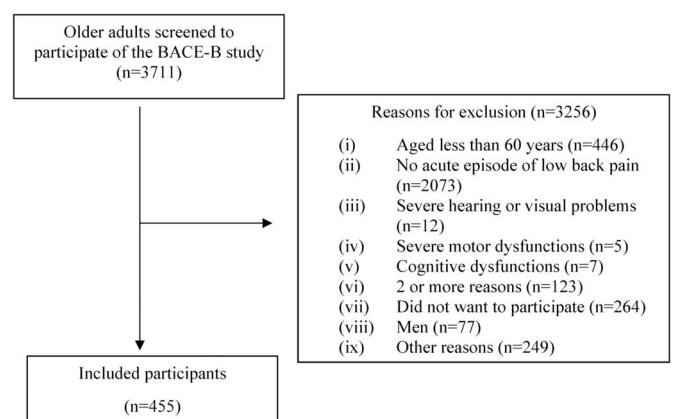 Older adults screened to
participate of the BACE-B study
(n=3711)
Reasons for exclusion (n=3256)
(i) Aged less than 60 years (n=446)
(ii) No acute episode of low back pain
(n=2073)
(iii) Severe hearing or visual problems
(n=12)
(iv) Severe motor dysfunctions (n=5)
(v) Cognitive dysfunctions (n=7)
(vi) 2 or more reasons (n=123)
(vii) Did not want to participate (n=264)
(viii) Men (n=77)
(ix) Other reasons (n=249)
Included participants
(n=455)